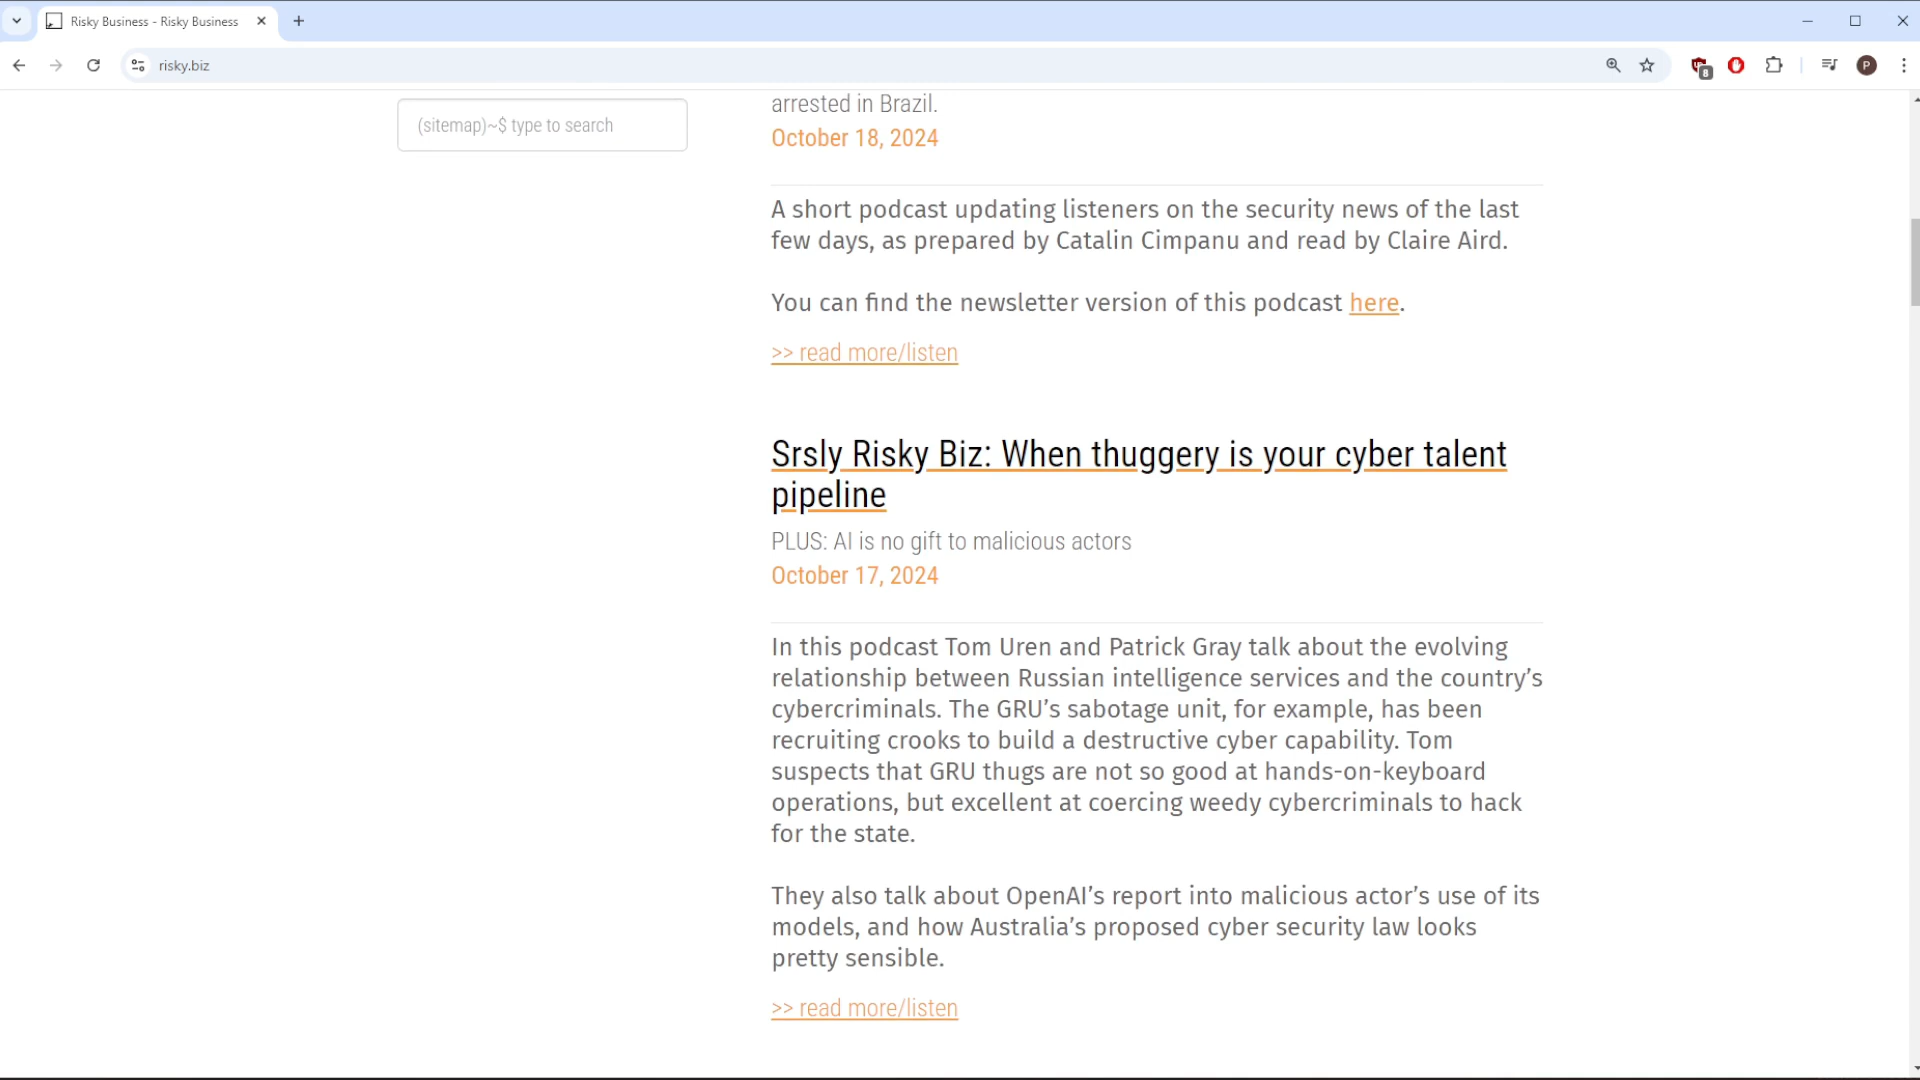 Risky Business - Risky Business
risky.biz
8
P
(sitemap)~$ type to search
arrested in Brazil.
October 18, 2024
A short podcast updating listeners on the security news of the last
few days, as prepared by Catalin Cimpanu and read by Claire Aird.
You can find the newsletter version of this podcast here.
>> read more/listen
Srsly Risky Biz: When thuggery is your cyber talent
pipeline
PLUS: AI is no gift to malicious actors
October 17, 2024
In this podcast Tom Uren and Patrick Gray talk about the evolving
relationship between Russian intelligence services and the country’s
cybercriminals. The GRU’s sabotage unit, for example, has been
recruiting crooks to build a destructive cyber capability. Tom
suspects that GRU thugs are not so good at hands-on-keyboard
operations, but excellent at coercing weedy cybercriminals to hack
for the state.
They also talk about OpenAI’s report into malicious actor’s use of its
models, and how Australia’s proposed cyber security law looks
pretty sensible.
>> read more/listen